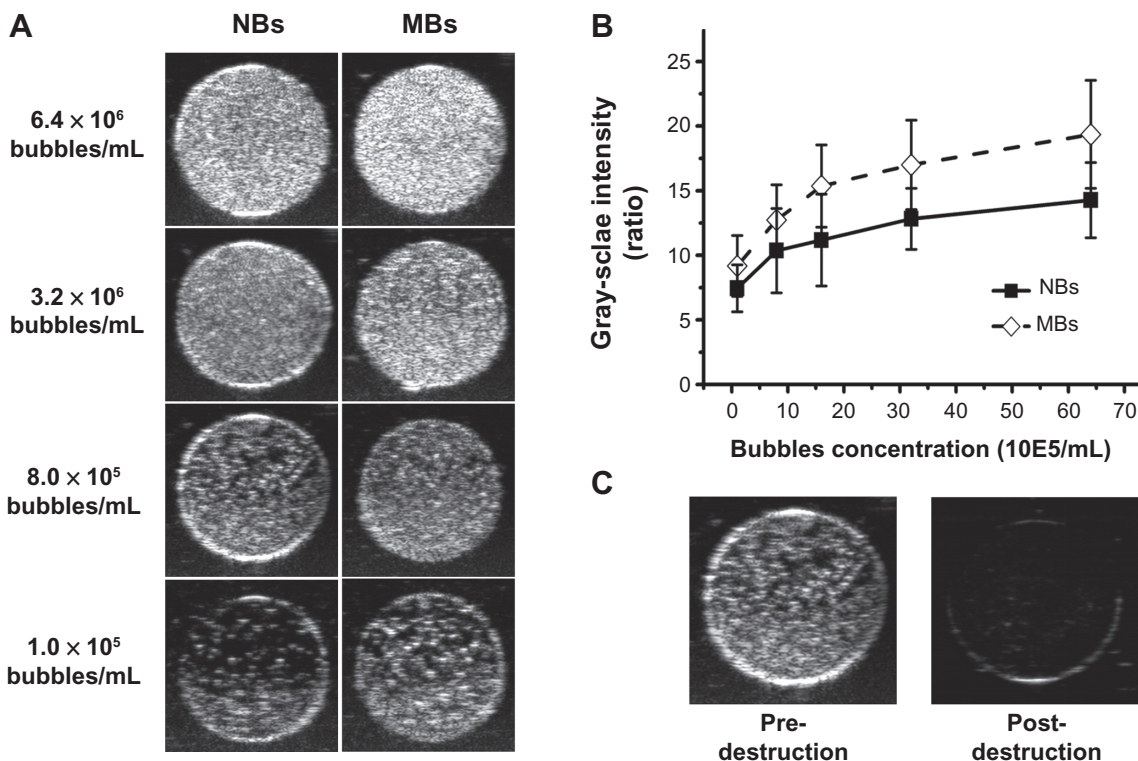 A
NBs
MBs
6.4 × 10⁶
bubbles/mL
3.2 × 10⁶
bubbles/mL
8.0 × 10⁵
bubbles/mL
1.0 × 10⁵
bubbles/mL
B
Gray-sclae intensity
(ratio)
25
20
15
10
5
0
NBs
MBs
0 10 20 30 40 50 60 70
Bubbles concentration (10E5/mL)
C
Pre-
destruction
Post-
destruction